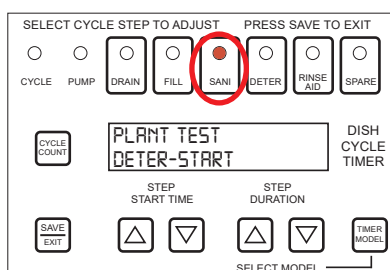 SELECT CYCLE STEP TO ADJUST PRESS SAVE TO EXIT
CYCLE PUMP DRAIN FILL SANI DETER RINSE AID SPARE
CYCLE COUNT
PLANT TEST
DETER-START
DISH CYCLE TIMER
STEP START TIME
STEP DURATION
SAVE EXIT
TIMER MODEL
SELECT MODEL